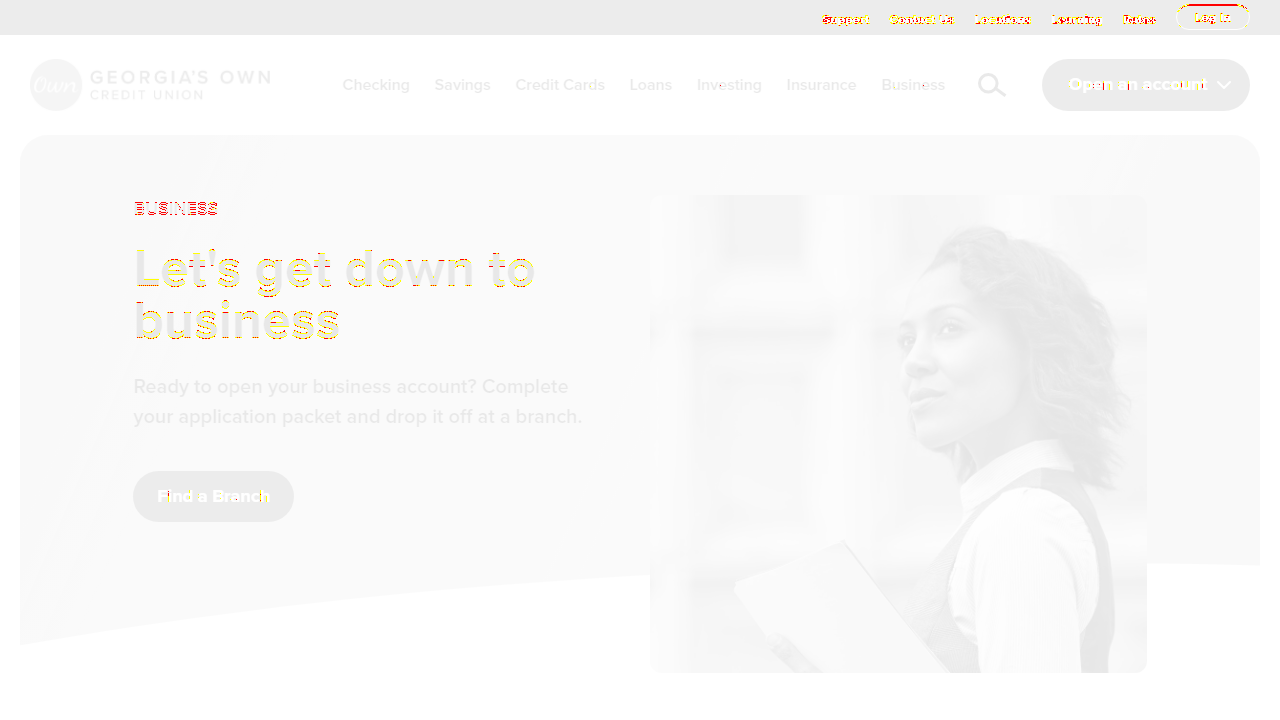 Support Contact Us Locations Learning Rates Log In
Own GEORGIA'S OWN
CREDIT UNION
Checking Savings Credit Cards Loans Investing Insurance Business Open an account
BUSINESS
Let's get down to
business
Ready to open your business account? Complete
your application packet and drop it off at a branch.
Find a Branch